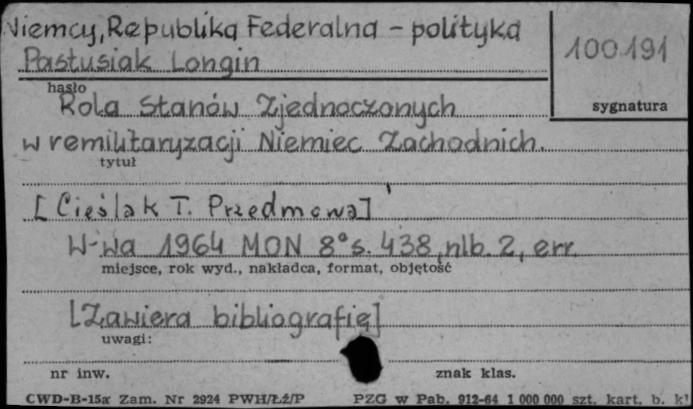 Niemcy, Republika Federalna - polityka
100191
Pastusiak Longin
hasło
sygnatura
Rola Stanów Zjednoczonych
w remilitaryzacji Niemiec Zachodnich.
tytuł
[Cieślak T. Przedmowa]
W-wa 1964 MON 8° s. 438, nlb. 2, err
miejsce, rok wyd., nakładca, format, objętość
[Zawiera bibliografię]
uwagi:
nr inw. znak klas.
CWD-B-15a Zam. Nr 2924 PWH/Łź/P PZG w Pab. 912-64 1 000 000 szt. kart. b. kl